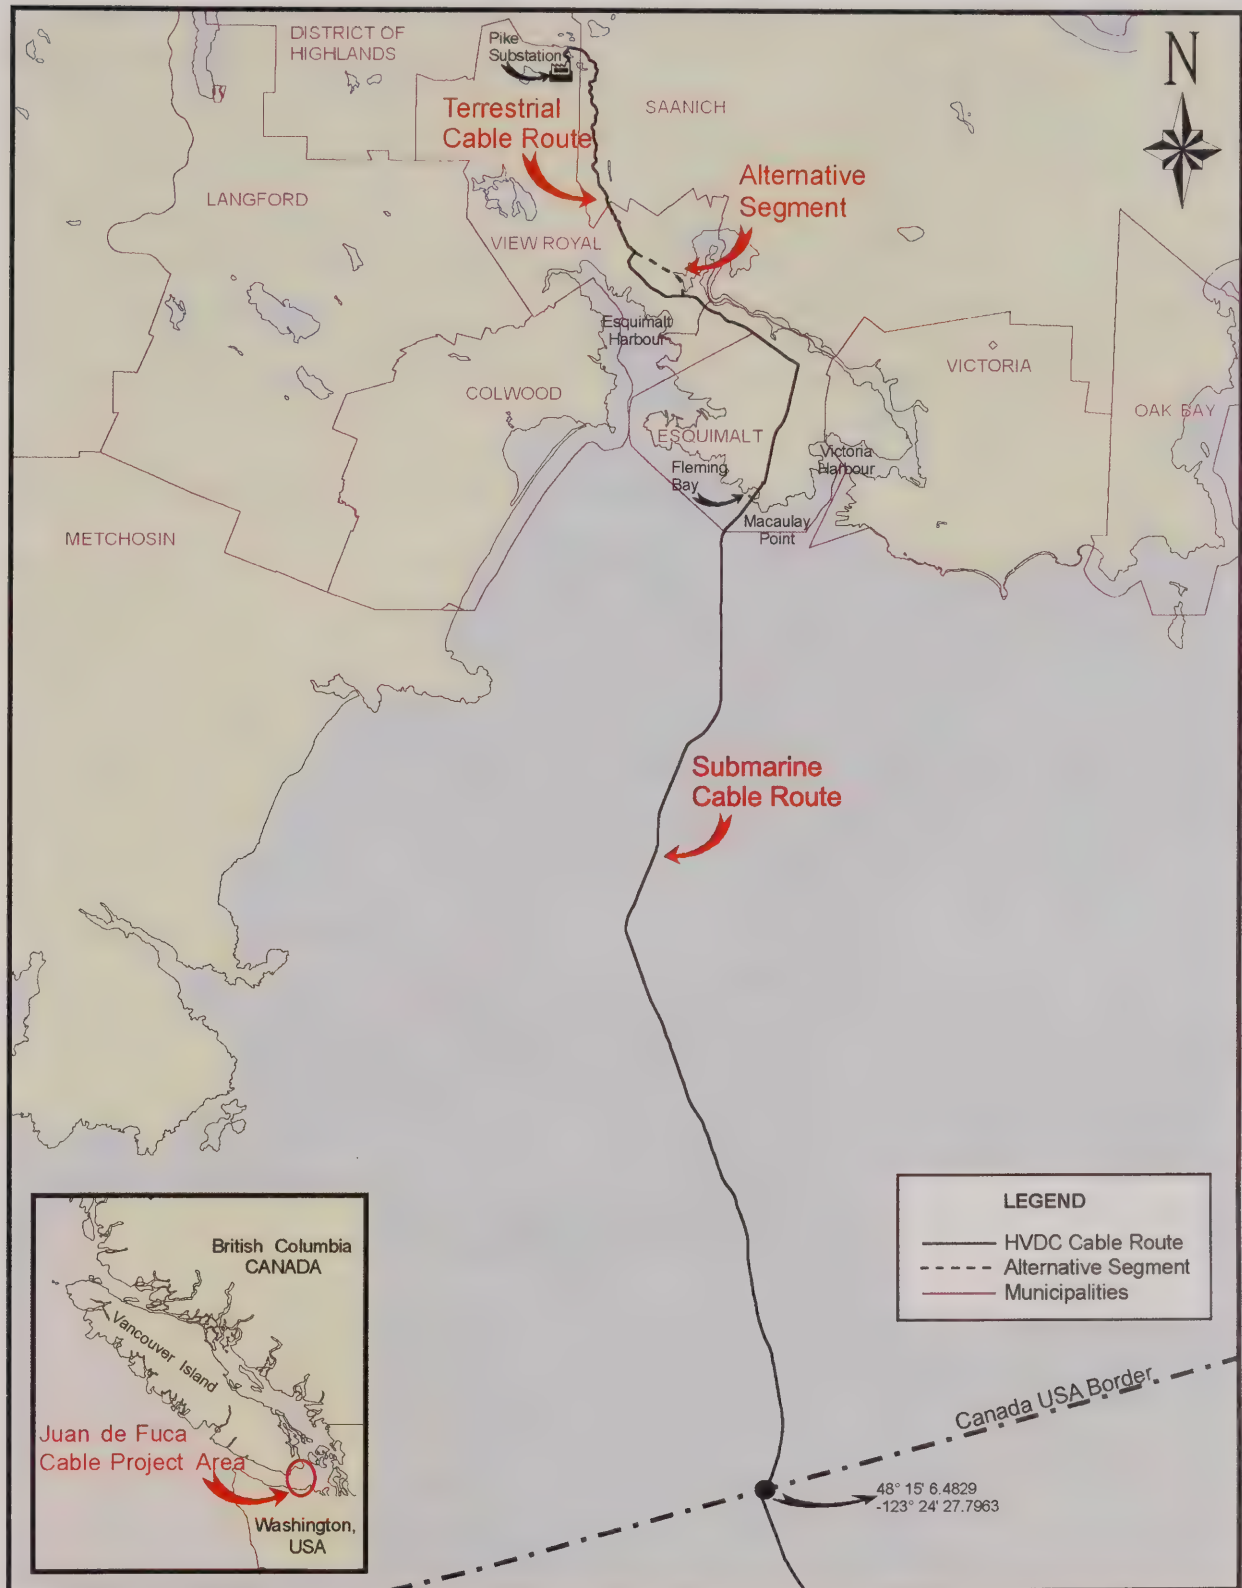 DISTRICT OF
HIGHLANDS
Pike
Substation
N
Terrestrial
Cable Route
SAANICH
Alternative
Segment
LANGFORD
VIEW ROYAL
Esquimalt
Harbour
COLWOOD
VICTORIA
OAK BAY
ESQUIMALT
Victoria
Harbour
Fleming
Bay
Macaulay
Point
METCHOSIN
Submarine
Cable Route
LEGEND
HVDC Cable Route
Alternative Segment
Municipalities
British Columbia
CANADA
Vancouver Island
Juan de Fuca
Cable Project Area
Washington,
USA
Canada USA Border
48° 15' 6.4829
-123° 24' 27.7963